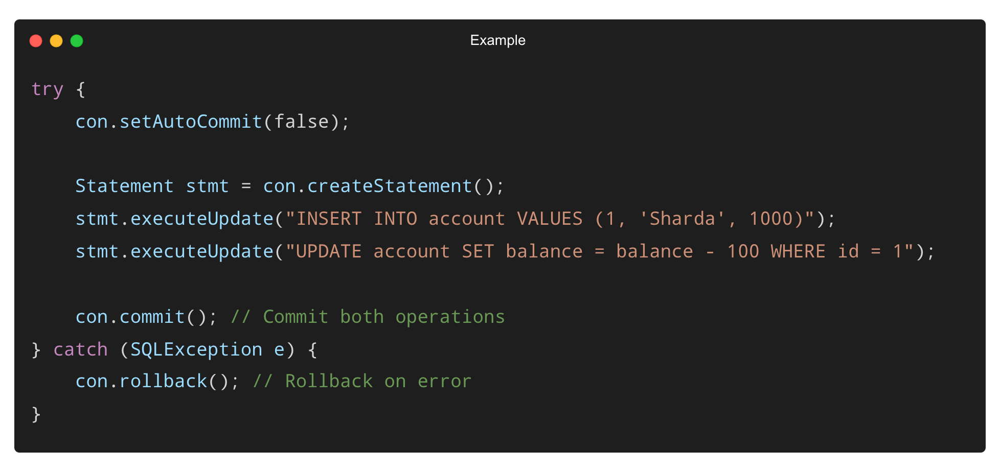 Example
try {
    con.setAutoCommit(false);
    Statement stmt = con.createStatement();
    stmt.executeUpdate("INSERT INTO account VALUES (1, 'Sharda', 1000)");
    stmt.executeUpdate("UPDATE account SET balance = balance - 100 WHERE id = 1");
    con.commit(); // Commit both operations
} catch (SQLException e) {
    con.rollback(); // Rollback on error
}